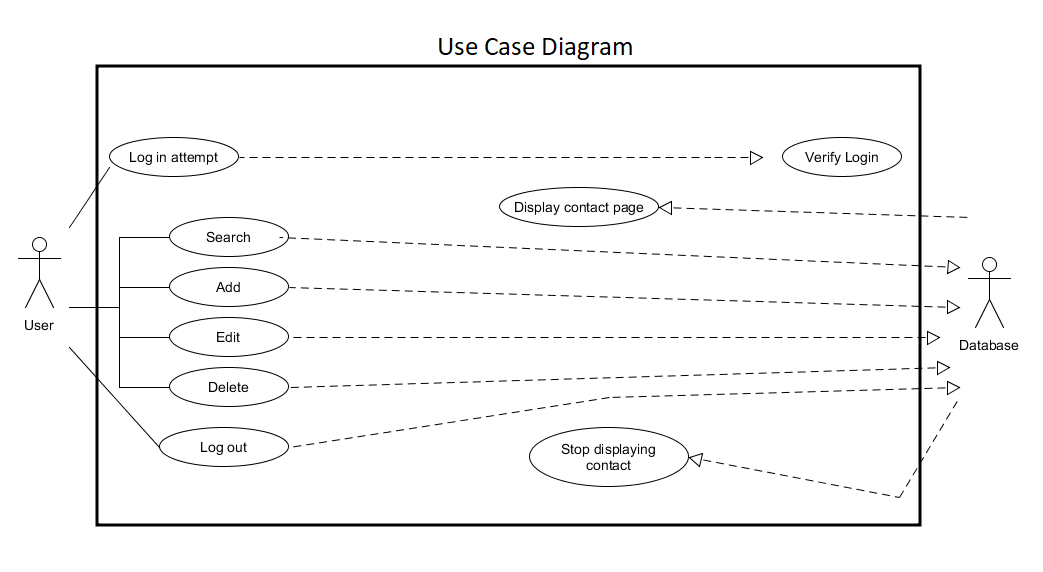 Use Case Diagram
Log in attempt
Verify Login
Display contact page
Search
Add
User
Edit
Database
Delete
Log out
Stop displaying
contact